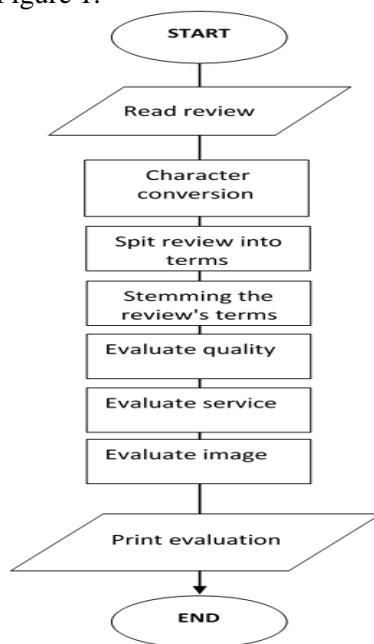 Figure 1.
START
Read review
Character
conversion
Spit review into
terms
Stemming the
review's terms
Evaluate quality
Evaluate service
Evaluate image
Print evaluation
END